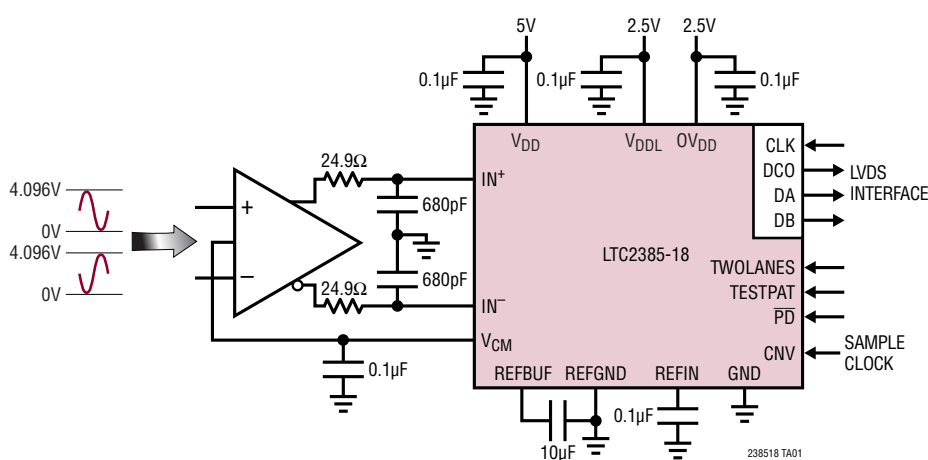 5V 2.5V 2.5V
0.1µF 0.1µF 0.1µF
VDD VDDL OVDD
CLK
DCO
DA
DB
LVDS
INTERFACE
24.9Ω
IN+
4.096V
0V
4.096V
0V
+
–
680pF
680pF
LTC2385-18
24.9Ω
IN–
TWOLANES
TESTPAT
PD
VCM
CNV
SAMPLE
CLOCK
0.1µF
REFBUF REFGND REFIN GND
10µF
0.1µF
238518 TA01